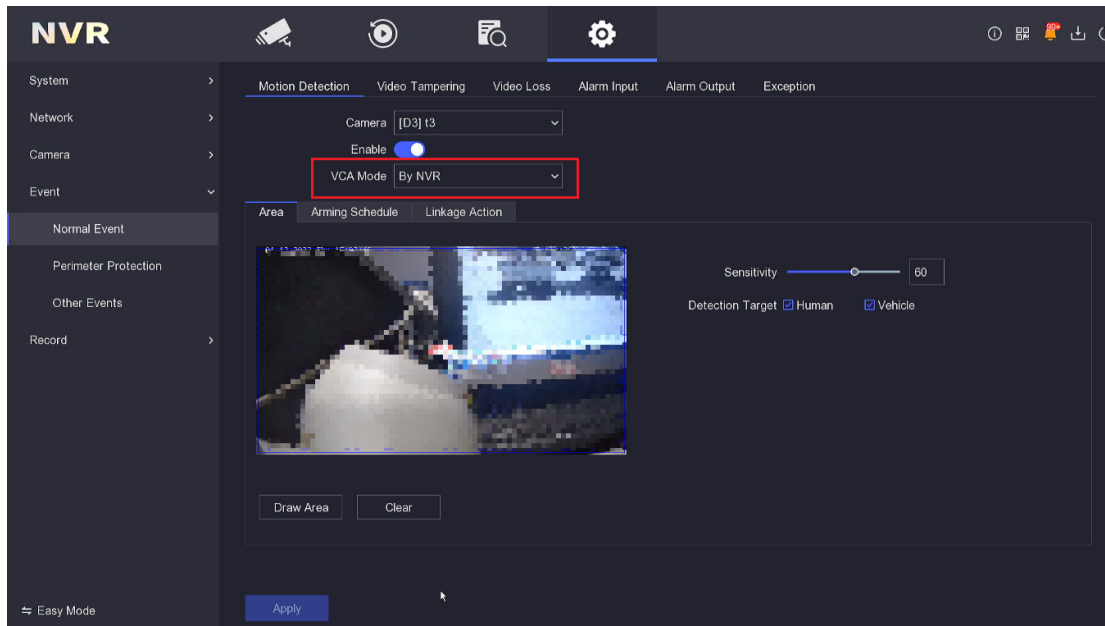 NVR
99+
System
Network
Camera
Event
Normal Event
Perimeter Protection
Other Events
Record
Easy Mode
Motion Detection Video Tampering Video Loss Alarm Input Alarm Output Exception
Camera [D3] t3
Enable
VCA Mode By NVR
Area Arming Schedule Linkage Action
Sensitivity 60
Detection Target Human Vehicle
Draw Area Clear
Apply